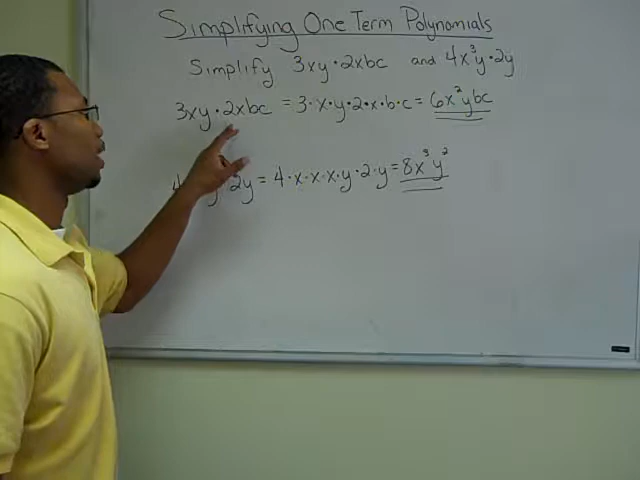 Simplifying One Term Polynomials
Simplify 3xy · 2xbc and 4x³y · 2y
3xy · 2xbc = 3 · x · y · 2 · x · b · c = 6x²ybc
4 y · 2y = 4 · x · x · x · y · 2 · y = 8x³y²